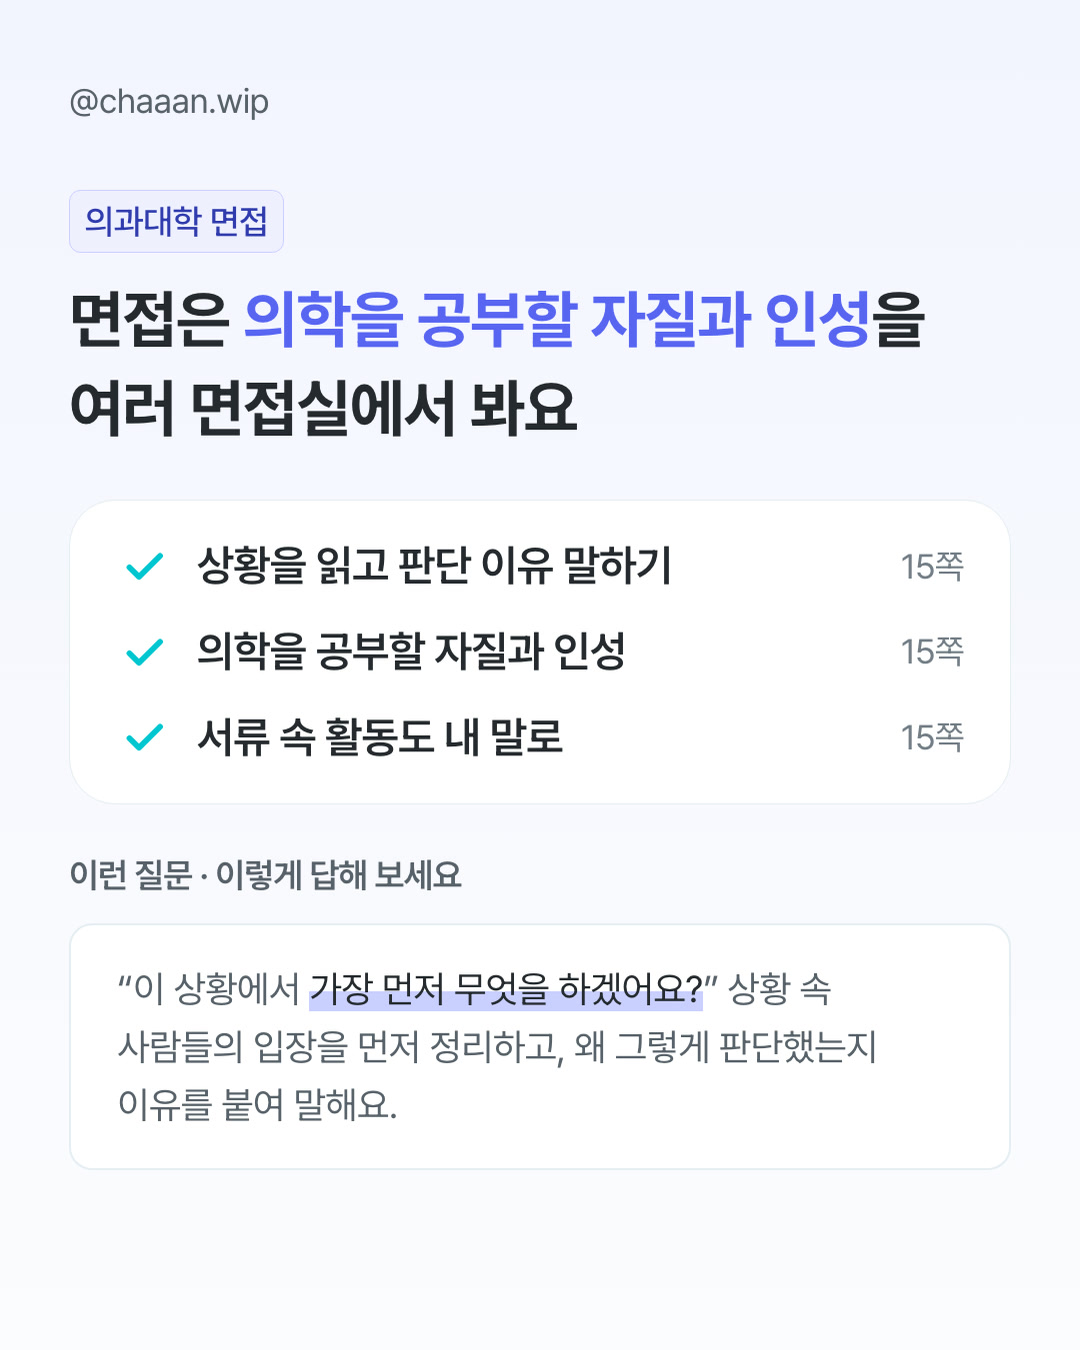 @chaaan.wip
의과대학 면접
면접은 의학을 공부할 자질과 인성을
여러 면접실에서 봐요
상황을 읽고 판단 이유 말하기 15쪽
의학을 공부할 자질과 인성 15쪽
서류 속 활동도 내 말로 15쪽
이런 질문 · 이렇게 답해 보세요
“이 상황에서 가장 먼저 무엇을 하겠어요?” 상황 속
사람들의 입장을 먼저 정리하고, 왜 그렇게 판단했는지
이유를 붙여 말해요.